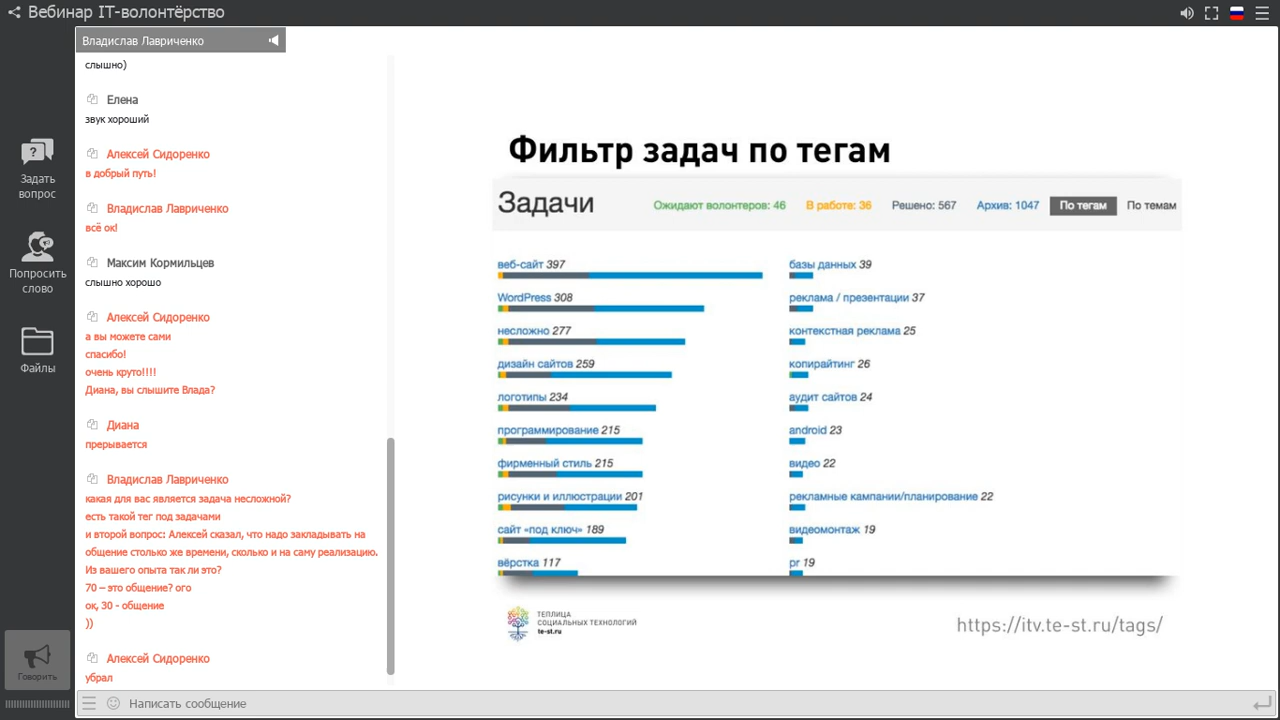 Вебинар IT-волонтёрство
Владислав Лавриченко
Задать
вопрос
Попросить
слово
Файлы
Говорить
слышно)
Елена
звук хороший
Алексей Сидоренко
в добрый путь!
Владислав Лавриченко
всё ок!
Максим Кормильцев
слышно хорошо
Алексей Сидоренко
а вы можете сами
спасибо!
очень круто!!!!
Диана, вы слышите Влада?
Диана
прерывается
Владислав Лавриченко
какая для вас является задача несложной?
есть такой тег под задачами
и второй вопрос: Алексей сказал, что надо закладывать на
общение столько же времени, сколько и на саму реализацию.
Из вашего опыта так ли это?
70 – это общение? ого
ок, 30 - общение
))
Алексей Сидоренко
убрал
Написать сообщение
Фильтр задач по тегам
Задачи
Ожидают волонтеров: 46 В работе: 36 Решено: 567 Архив: 1047 По тегам По темам
веб-сайт 397
WordPress 308
несложно 277
дизайн сайтов 259
логотипы 234
программирование 215
фирменный стиль 215
рисунки и иллюстрации 201
сайт «под ключ» 189
вёрстка 117
базы данных 39
реклама / презентации 37
контекстная реклама 25
копирайтинг 26
аудит сайтов 24
android 23
видео 22
рекламные кампании/планирование 22
видеомонтаж 19
pr 19
ТЕПЛИЦА
СОЦИАЛЬНЫХ ТЕХНОЛОГИЙ
te-st.ru
https://itv.te-st.ru/tags/